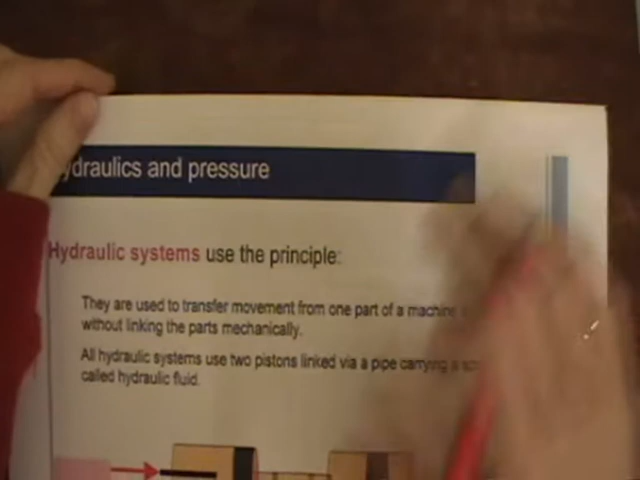 ydraulics and pressure
Hydraulic systems use the principle:
They are used to transfer movement from one part of a machine
without linking the parts mechanically.
All hydraulic systems use two pistons linked via a pipe carrying a
called hydraulic fluid.